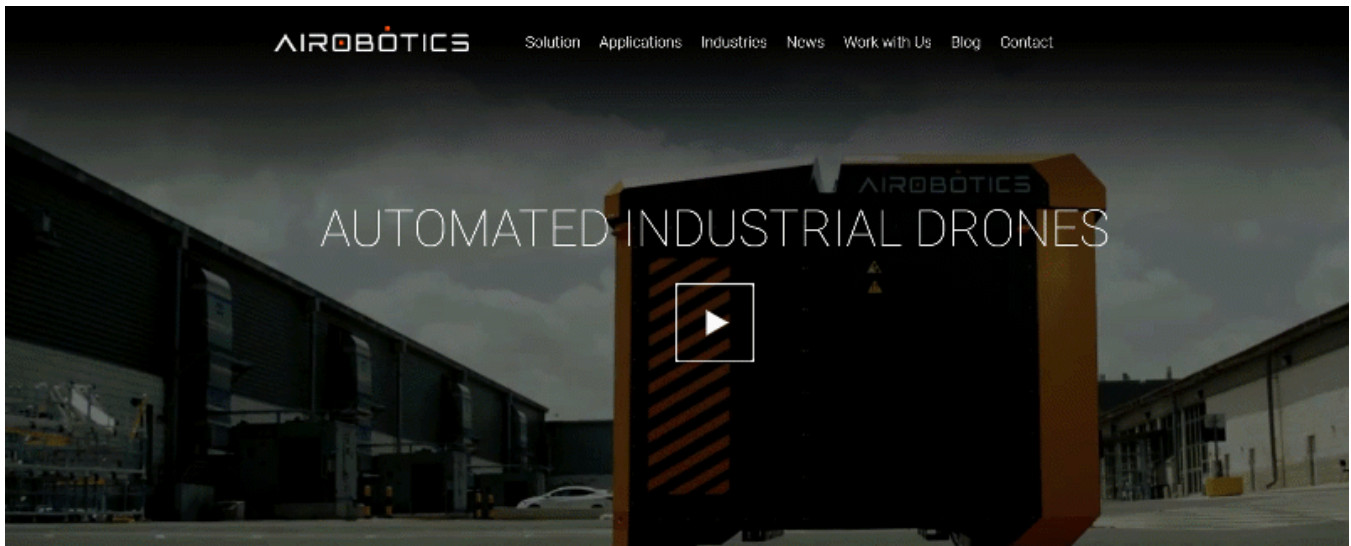 AIROBOTICS
Solution Applications Industries News Work with Us Blog Contact
AIROBOTICS
AUTOMATED INDUSTRIAL DRONES